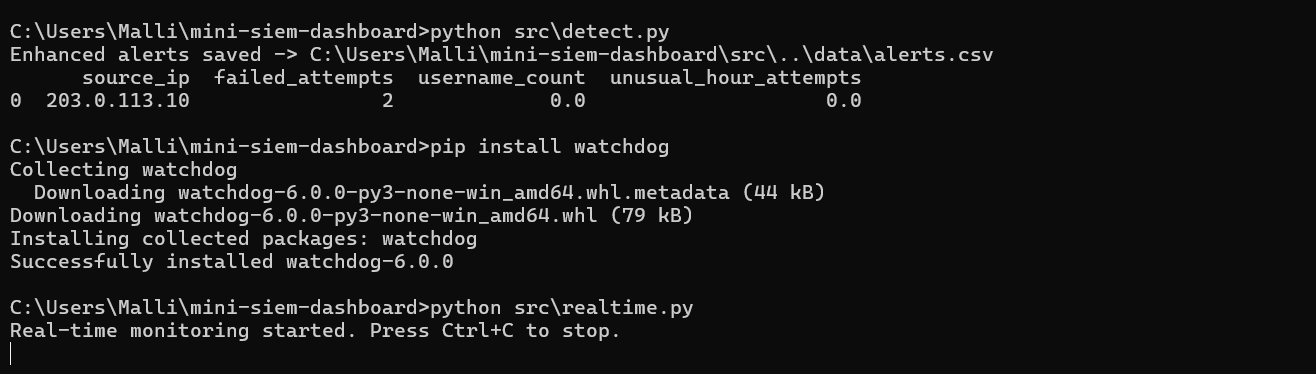 C:\Users\Malli\mini-siem-dashboard>python src\detect.py
Enhanced alerts saved -> C:\Users\Malli\mini-siem-dashboard\src\..\data\alerts.csv
      source_ip  failed_attempts  username_count  unusual_hour_attempts
0  203.0.113.10                2             0.0                    0.0
C:\Users\Malli\mini-siem-dashboard>pip install watchdog
Collecting watchdog
  Downloading watchdog-6.0.0-py3-none-win_amd64.whl.metadata (44 kB)
Downloading watchdog-6.0.0-py3-none-win_amd64.whl (79 kB)
Installing collected packages: watchdog
Successfully installed watchdog-6.0.0
C:\Users\Malli\mini-siem-dashboard>python src\realtime.py
Real-time monitoring started. Press Ctrl+C to stop.